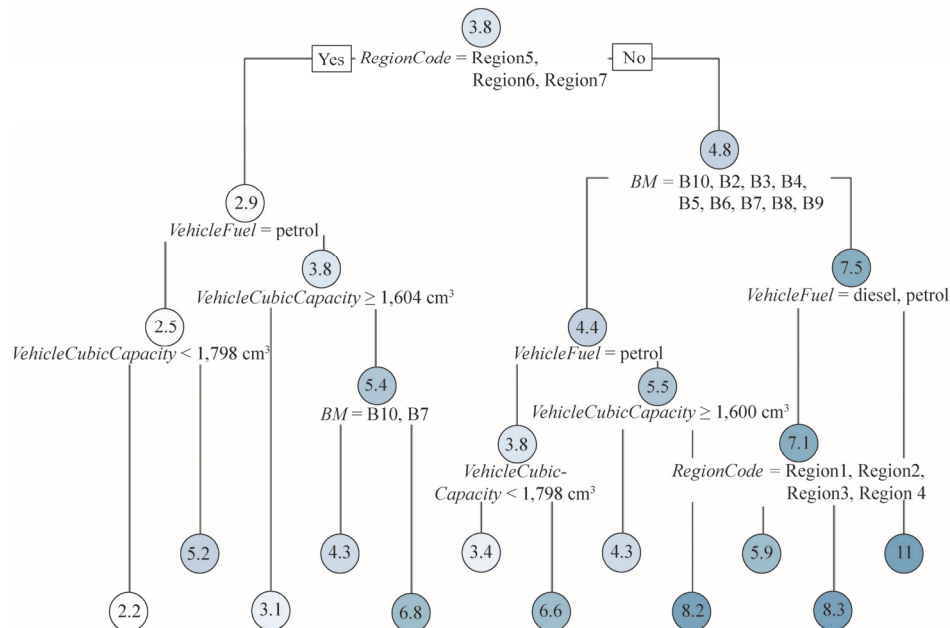 3.8
Yes
RegionCode = Region5,
Region6, Region7
No
4.8
BM = B10, B2, B3, B4,
B5, B6, B7, B8, B9
2.9
VehicleFuel = petrol
3.8
VehicleCubicCapacity ≥ 1,604 cm³
7.5
VehicleFuel = diesel, petrol
2.5
VehicleCubicCapacity < 1,798 cm³
4.4
VehicleFuel = petrol
5.4
BM = B10, B7
5.5
VehicleCubicCapacity ≥ 1,600 cm³
3.8
VehicleCubic-
Capacity < 1,798 cm³
7.1
RegionCode = Region1, Region2,
Region3, Region 4
5.2
4.3
3.4
4.3
5.9
11
2.2
3.1
6.8
6.6
8.2
8.3